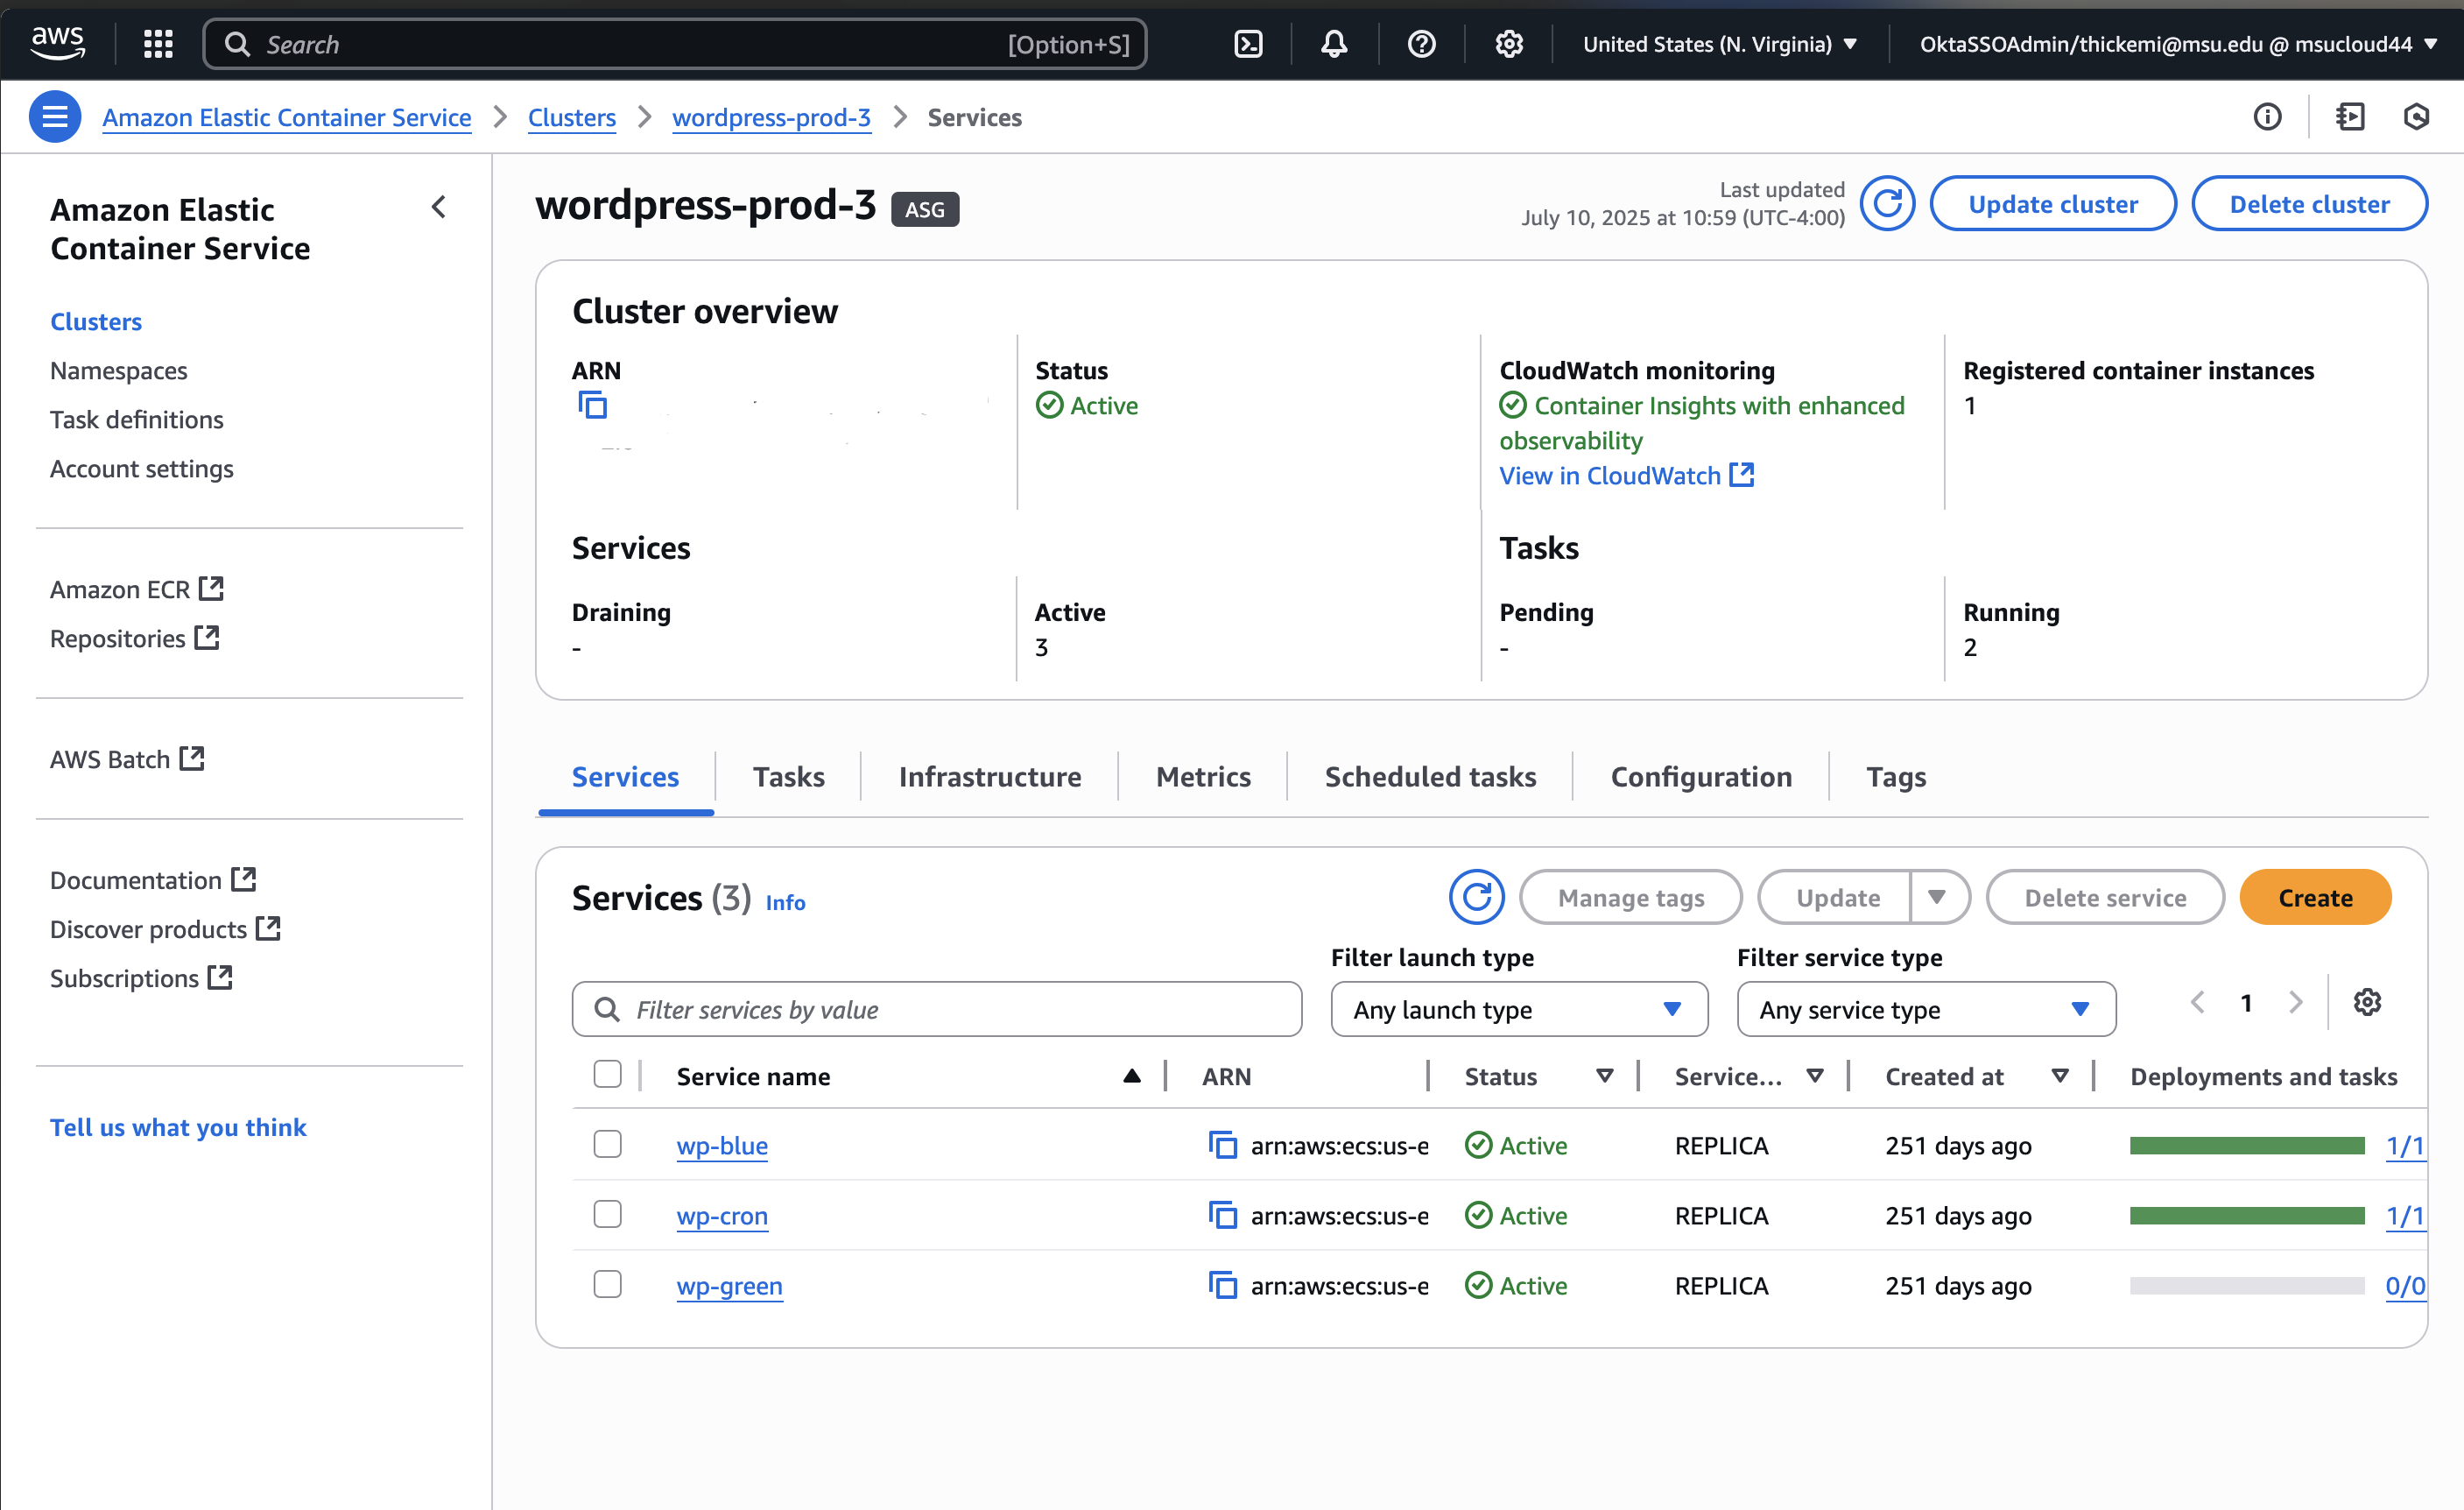 aws
Search
[Option+S]
United States (N. Virginia)
OktaSSOAdmin/thickemi@msu.edu @ msucloud44
Amazon Elastic Container Service
Clusters
wordpress-prod-3
Services
Amazon Elastic
Container Service
Clusters
Namespaces
Task definitions
Account settings
Amazon ECR
Repositories
AWS Batch
Documentation
Discover products
Subscriptions
Tell us what you think
wordpress-prod-3
ASG
Last updated
July 10, 2025 at 10:59 (UTC-4:00)
Update cluster
Delete cluster
Cluster overview
ARN
Status
Active
CloudWatch monitoring
Container Insights with enhanced
observability
View in CloudWatch
Registered container instances
1
Services
Draining
-
Active
3
Tasks
Pending
-
Running
2
Services
Tasks
Infrastructure
Metrics
Scheduled tasks
Configuration
Tags
Services (3) Info
Manage tags
Update
Delete service
Create
Filter services by value
Filter launch type
Any launch type
Filter service type
Any service type
1
Service name
ARN
Status
Service...
Created at
Deployments and tasks
wp-blue arn:aws:ecs:us-e Active REPLICA 251 days ago 1/1
wp-cron arn:aws:ecs:us-e Active REPLICA 251 days ago 1/1
wp-green arn:aws:ecs:us-e Active REPLICA 251 days ago 0/0